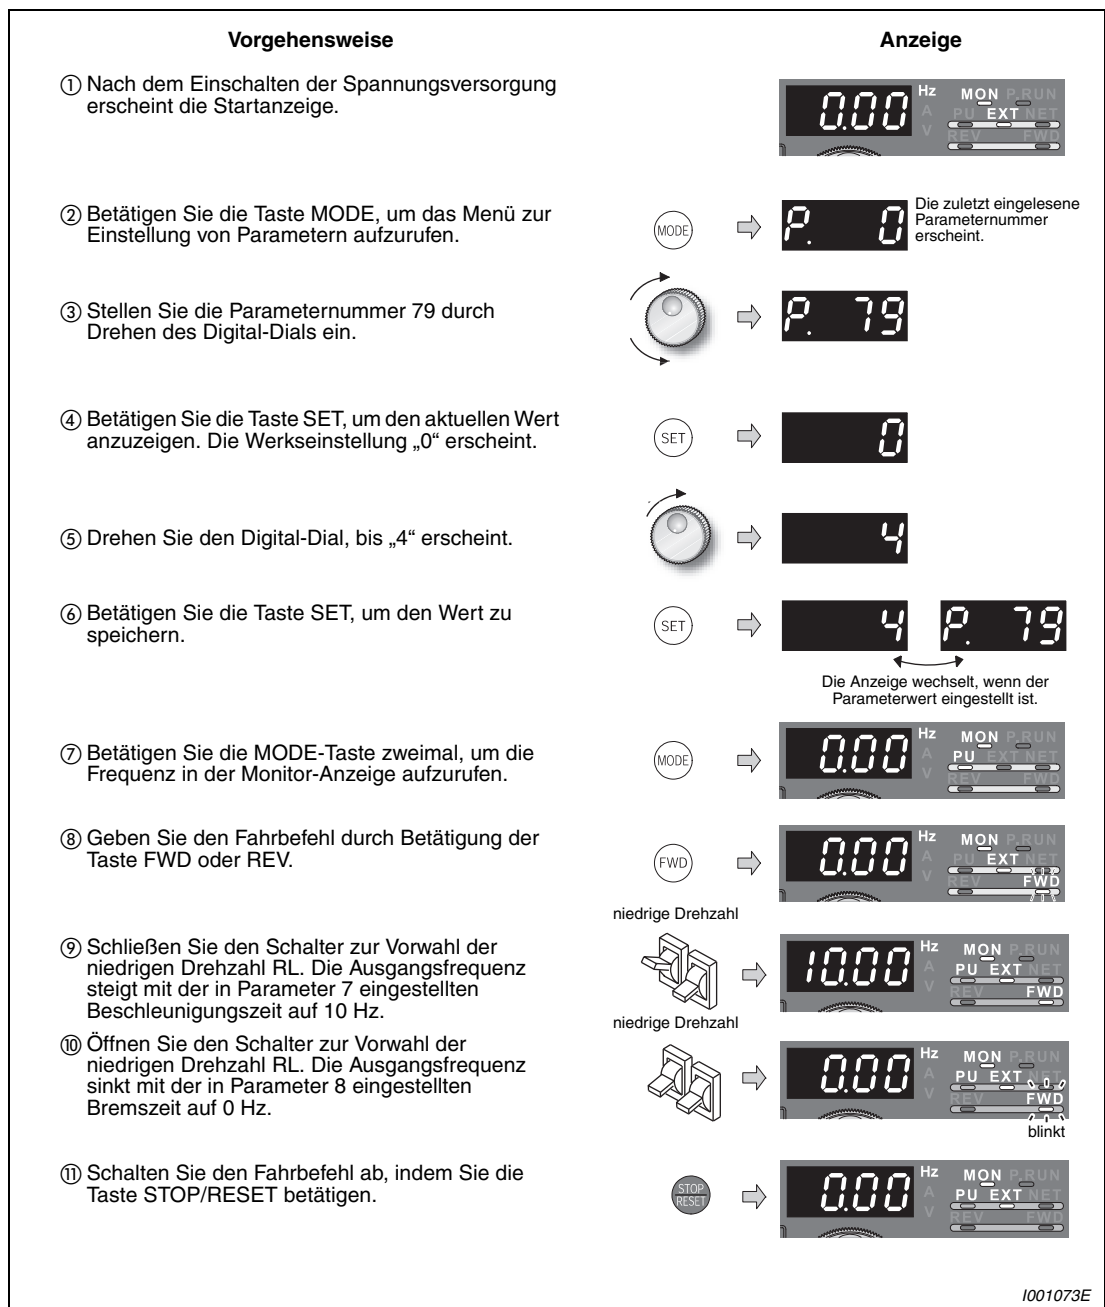 Vorgehensweise
Anzeige
① Nach dem Einschalten der Spannungsversorgung
erscheint die Startanzeige.
0.00 Hz A V MON P.RUN PU EXT NET REV FWD
② Betätigen Sie die Taste MODE, um das Menü zur
Einstellung von Parametern aufzurufen.
MODE
P. 0
Die zuletzt eingelesene
Parameternummer
erscheint.
③ Stellen Sie die Parameternummer 79 durch
Drehen des Digital-Dials ein.
P. 79
④ Betätigen Sie die Taste SET, um den aktuellen Wert
anzuzeigen. Die Werkseinstellung „0“ erscheint.
SET
0
⑤ Drehen Sie den Digital-Dial, bis „4“ erscheint.
4
⑥ Betätigen Sie die Taste SET, um den Wert zu
speichern.
SET
4 P. 79
Die Anzeige wechselt, wenn der
Parameterwert eingestellt ist.
⑦ Betätigen Sie die MODE-Taste zweimal, um die
Frequenz in der Monitor-Anzeige aufzurufen.
MODE
0.00 Hz A V MON P.RUN PU EXT NET REV FWD
⑧ Geben Sie den Fahrbefehl durch Betätigung der
Taste FWD oder REV.
FWD
0.00 Hz A V MON P.RUN PU EXT NET REV FWD
niedrige Drehzahl
⑨ Schließen Sie den Schalter zur Vorwahl der
niedrigen Drehzahl RL. Die Ausgangsfrequenz
steigt mit der in Parameter 7 eingestellten
Beschleunigungszeit auf 10 Hz.
10.00 Hz A V MON P.RUN PU EXT NET REV FWD
niedrige Drehzahl
⑩ Öffnen Sie den Schalter zur Vorwahl der
niedrigen Drehzahl RL. Die Ausgangsfrequenz
sinkt mit der in Parameter 8 eingestellten
Bremszeit auf 0 Hz.
0.00 Hz A V MON P.RUN PU EXT NET REV FWD
blinkt
⑪ Schalten Sie den Fahrbefehl ab, indem Sie die
Taste STOP/RESET betätigen.
STOP
RESET
0.00 Hz A V MON P.RUN PU EXT NET REV FWD
I001073E